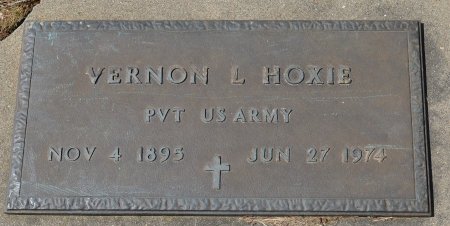 VERNON L HOXIE
PVT US ARMY
NOV 4 1895 JUN 27 1974